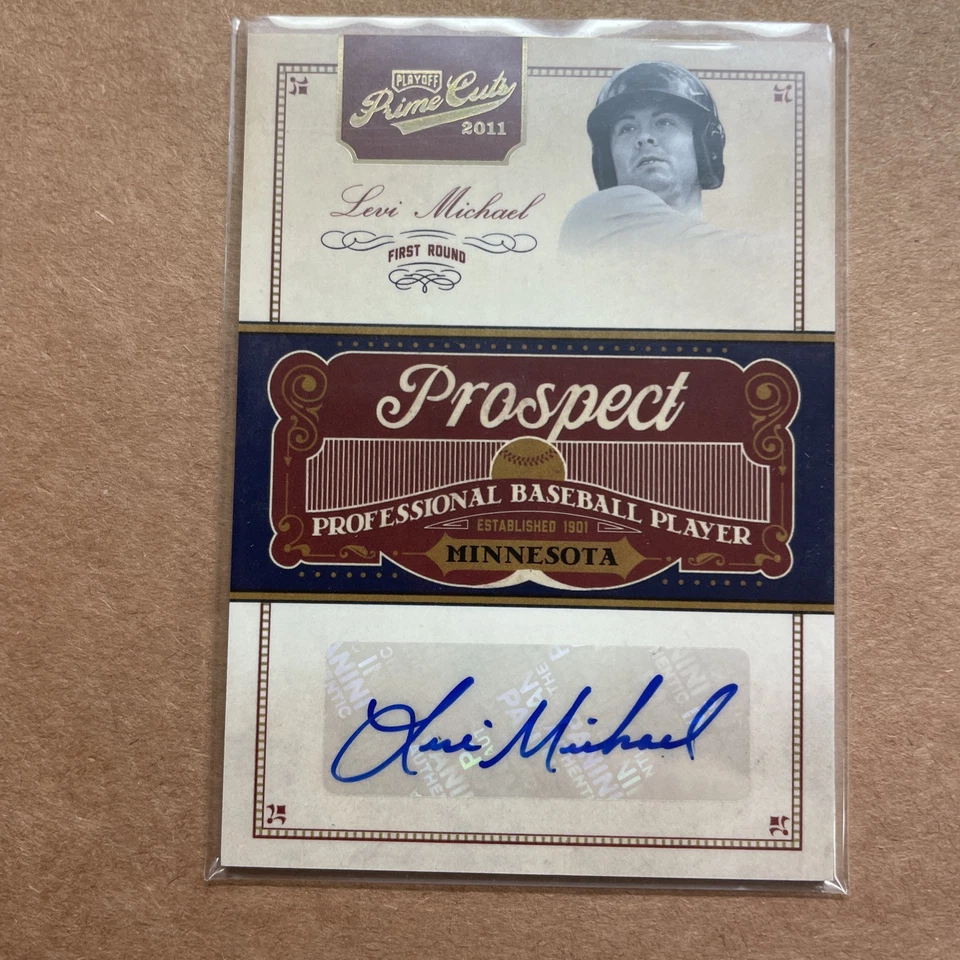 PLAYOFF
Prime Cuts
2011
Levi Michael
FIRST ROUND
Prospect
PROFESSIONAL BASEBALL PLAYER
ESTABLISHED 1901
MINNESOTA
Levi Michael